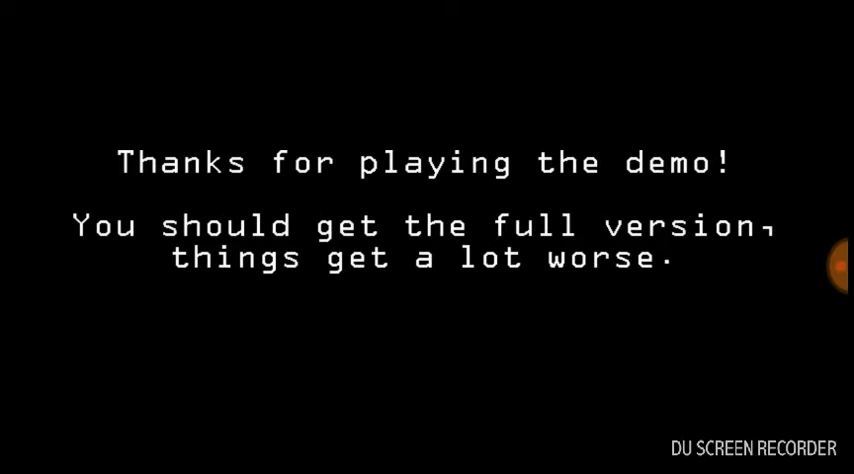 Thanks for playing the demo!
You should get the full version,
things get a lot worse.
DU SCREEN RECORDER